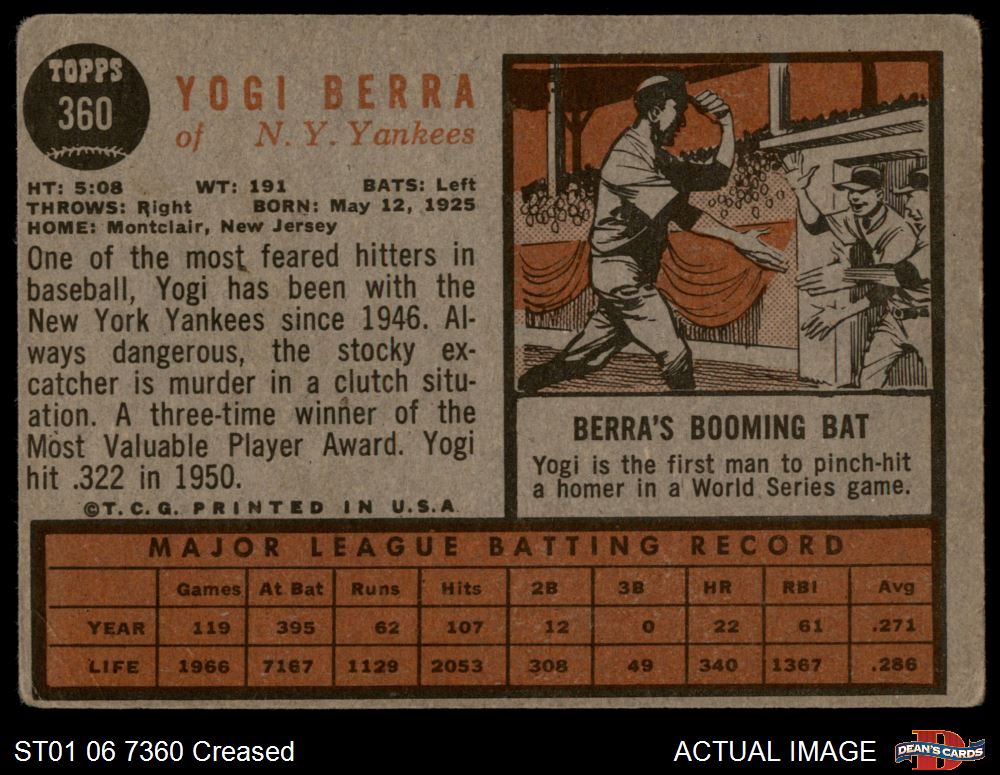 TOPPS
360
YOGI BERRA
of N. Y. Yankees
HT: 5:08 WT: 191 BATS: Left
THROWS: Right BORN: May 12, 1925
HOME: Montclair, New Jersey
One of the most feared hitters in
baseball, Yogi has been with the
New York Yankees since 1946. Al-
ways dangerous, the stocky ex-
catcher is murder in a clutch situ-
ation. A three-time winner of the
Most Valuable Player Award. Yogi
hit .322 in 1950.
©T.C.G. PRINTED IN U.S.A.
BERRA'S BOOMING BAT
Yogi is the first man to pinch-hit
a homer in a World Series game.
MAJOR LEAGUE BATTING RECORD
Games At Bat Runs Hits 2B 3B HR RBI Avg
YEAR 119 395 62 107 12 0 22 61 .271
LIFE 1966 7167 1129 2053 308 49 340 1367 .286
ST01 06 7360 Creased
ACTUAL IMAGE
D
DEAN'S CARDS